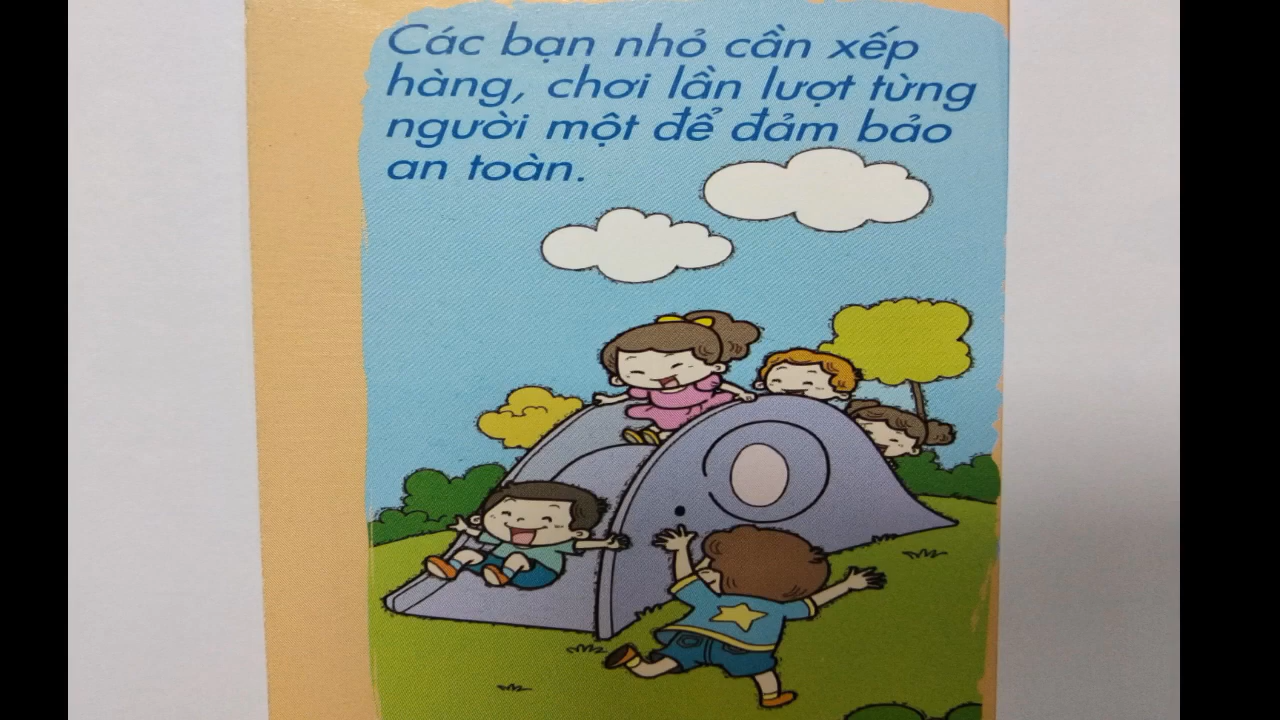 Các bạn nhỏ cần xếp
hàng, chơi lần lượt từng
người một để đảm bảo
an toàn.